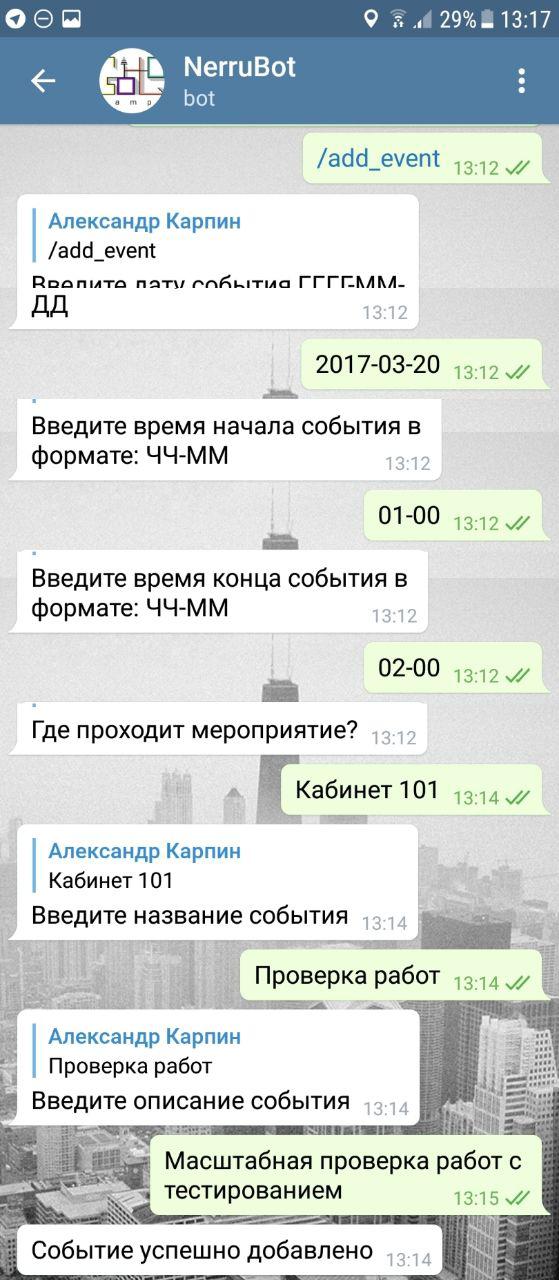 29% 13:17
NerruBot
bot
/add_event 13:12
Александр Карпин
/add_event
Введите дату события ГГГГ-ММ-
ДД 13:12
2017-03-20 13:12
Введите время начала события в
формате: ЧЧ-ММ 13:12
01-00 13:12
Введите время конца события в
формате: ЧЧ-ММ 13:12
02-00 13:12
Где проходит мероприятие? 13:12
Кабинет 101 13:14
Александр Карпин
Кабинет 101
Введите название события 13:14
Проверка работ 13:14
Александр Карпин
Проверка работ
Введите описание события 13:14
Масштабная проверка работ с
тестированием 13:15
Событие успешно добавлено 13:14